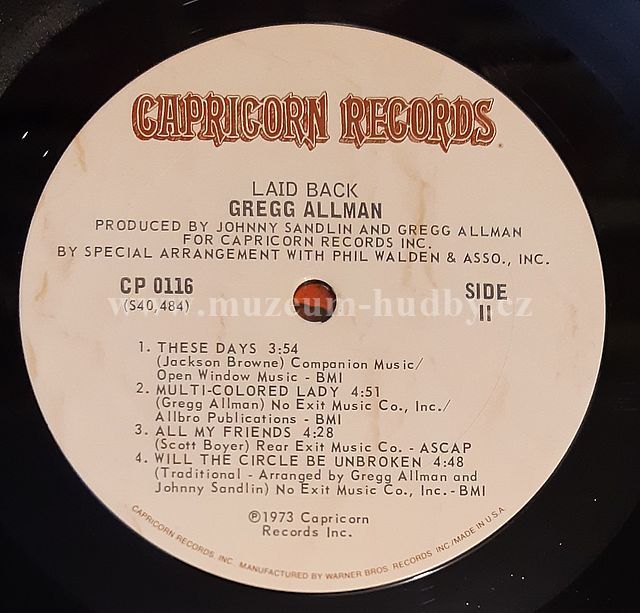 CAPRICORN RECORDS
LAID BACK
GREGG ALLMAN
PRODUCED BY JOHNNY SANDLIN AND GREGG ALLMAN
FOR CAPRICORN RECORDS INC.
BY SPECIAL ARRANGEMENT WITH PHIL WALDEN & ASSO., INC.
CP 0116
(S40,484)
SIDE
II
www.muzeum-hudby.cz
1. THESE DAYS 3:54
(Jackson Browne) Companion Music/
Open Window Music - BMI
2. MULTI-COLORED LADY 4:51
(Gregg Allman) No Exit Music Co., Inc./
Allbro Publications - BMI
3. ALL MY FRIENDS 4:28
(Scott Boyer) Rear Exit Music Co. - ASCAP
4. WILL THE CIRCLE BE UNBROKEN 4:48
(Traditional - Arranged by Gregg Allman and
Johnny Sandlin) No Exit Music Co., Inc. - BMI
℗1973 Capricorn
Records Inc.
CAPRICORN RECORDS, INC. MANUFACTURED BY WARNER BROS. RECORDS INC./MADE IN U.S.A.